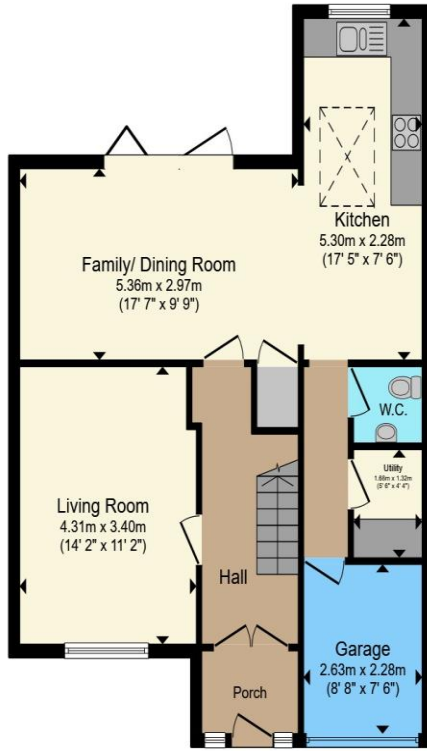 Kitchen
5.30m x 2.28m
(17' 5" x 7' 6")
Family/ Dining Room
5.36m x 2.97m
(17' 7" x 9' 9")
W.C.
Utility
1.68m x 1.32m
(5' 6" x 4' 4")
Living Room
4.31m x 3.40m
(14' 2" x 11' 2")
Hall
Garage
2.63m x 2.28m
(8' 8" x 7' 6")
Porch